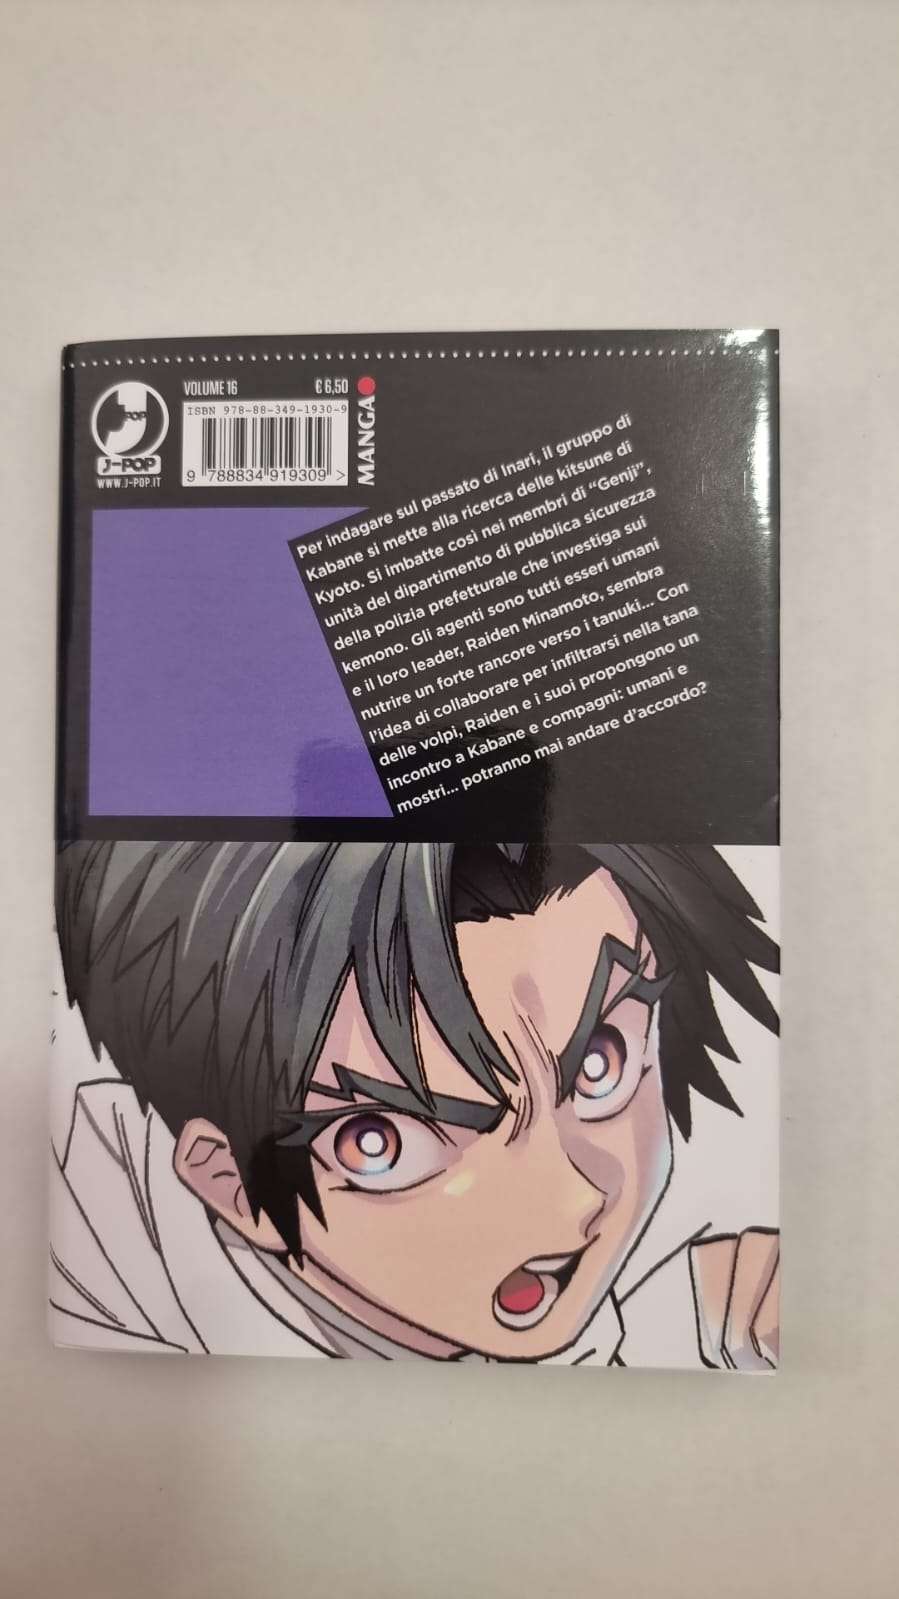 VOLUME 16
€ 6,50
ISBN 978-88-349-1930-9
9 788834 919309 >
MANGA
J-POP
J-POP
WWW.J-POP.IT
Per indagare sul passato di Inari, il gruppo di
Kabane si mette alla ricerca delle kitsune di
Kyoto. Si imbatte così nei membri di “Genji”,
unità del dipartimento di pubblica sicurezza
della polizia prefetturale che investiga sui
kemono. Gli agenti sono tutti esseri umani
e il loro leader, Raiden Minamoto, sembra
nutrire un forte rancore verso i tanuki... Con
l’idea di collaborare per infiltrarsi nella tana
delle volpi, Raiden e i suoi propongono un
incontro a Kabane e compagni: umani e
mostri... potranno mai andare d’accordo?